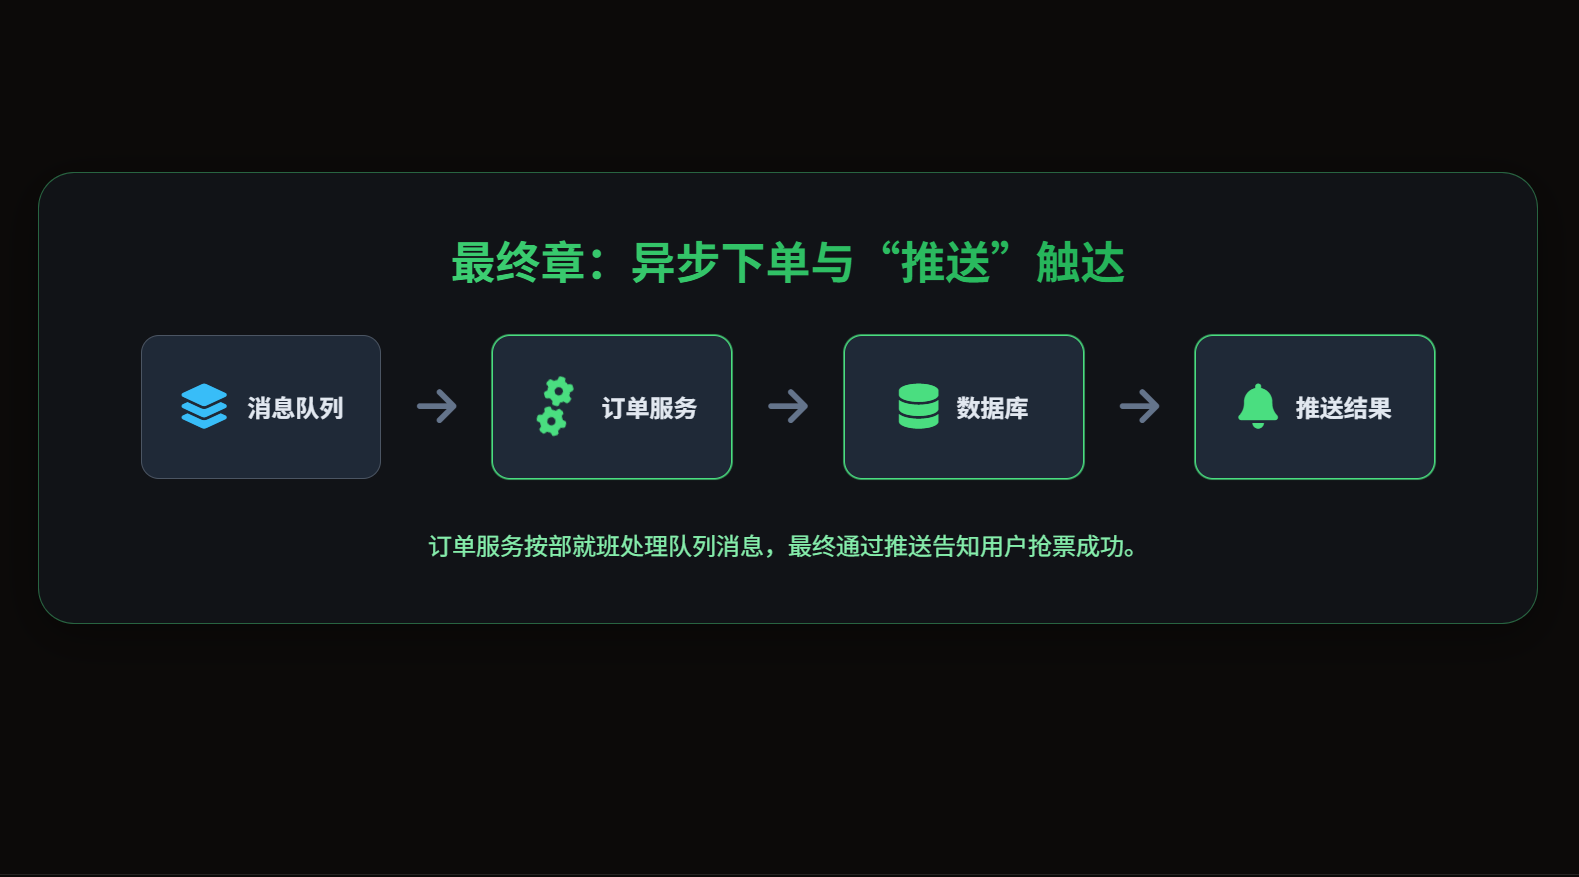 最终章：异步下单与“推送”触达
消息队列
订单服务
数据库
推送结果
订单服务按部就班处理队列消息，最终通过推送告知用户抢票成功。